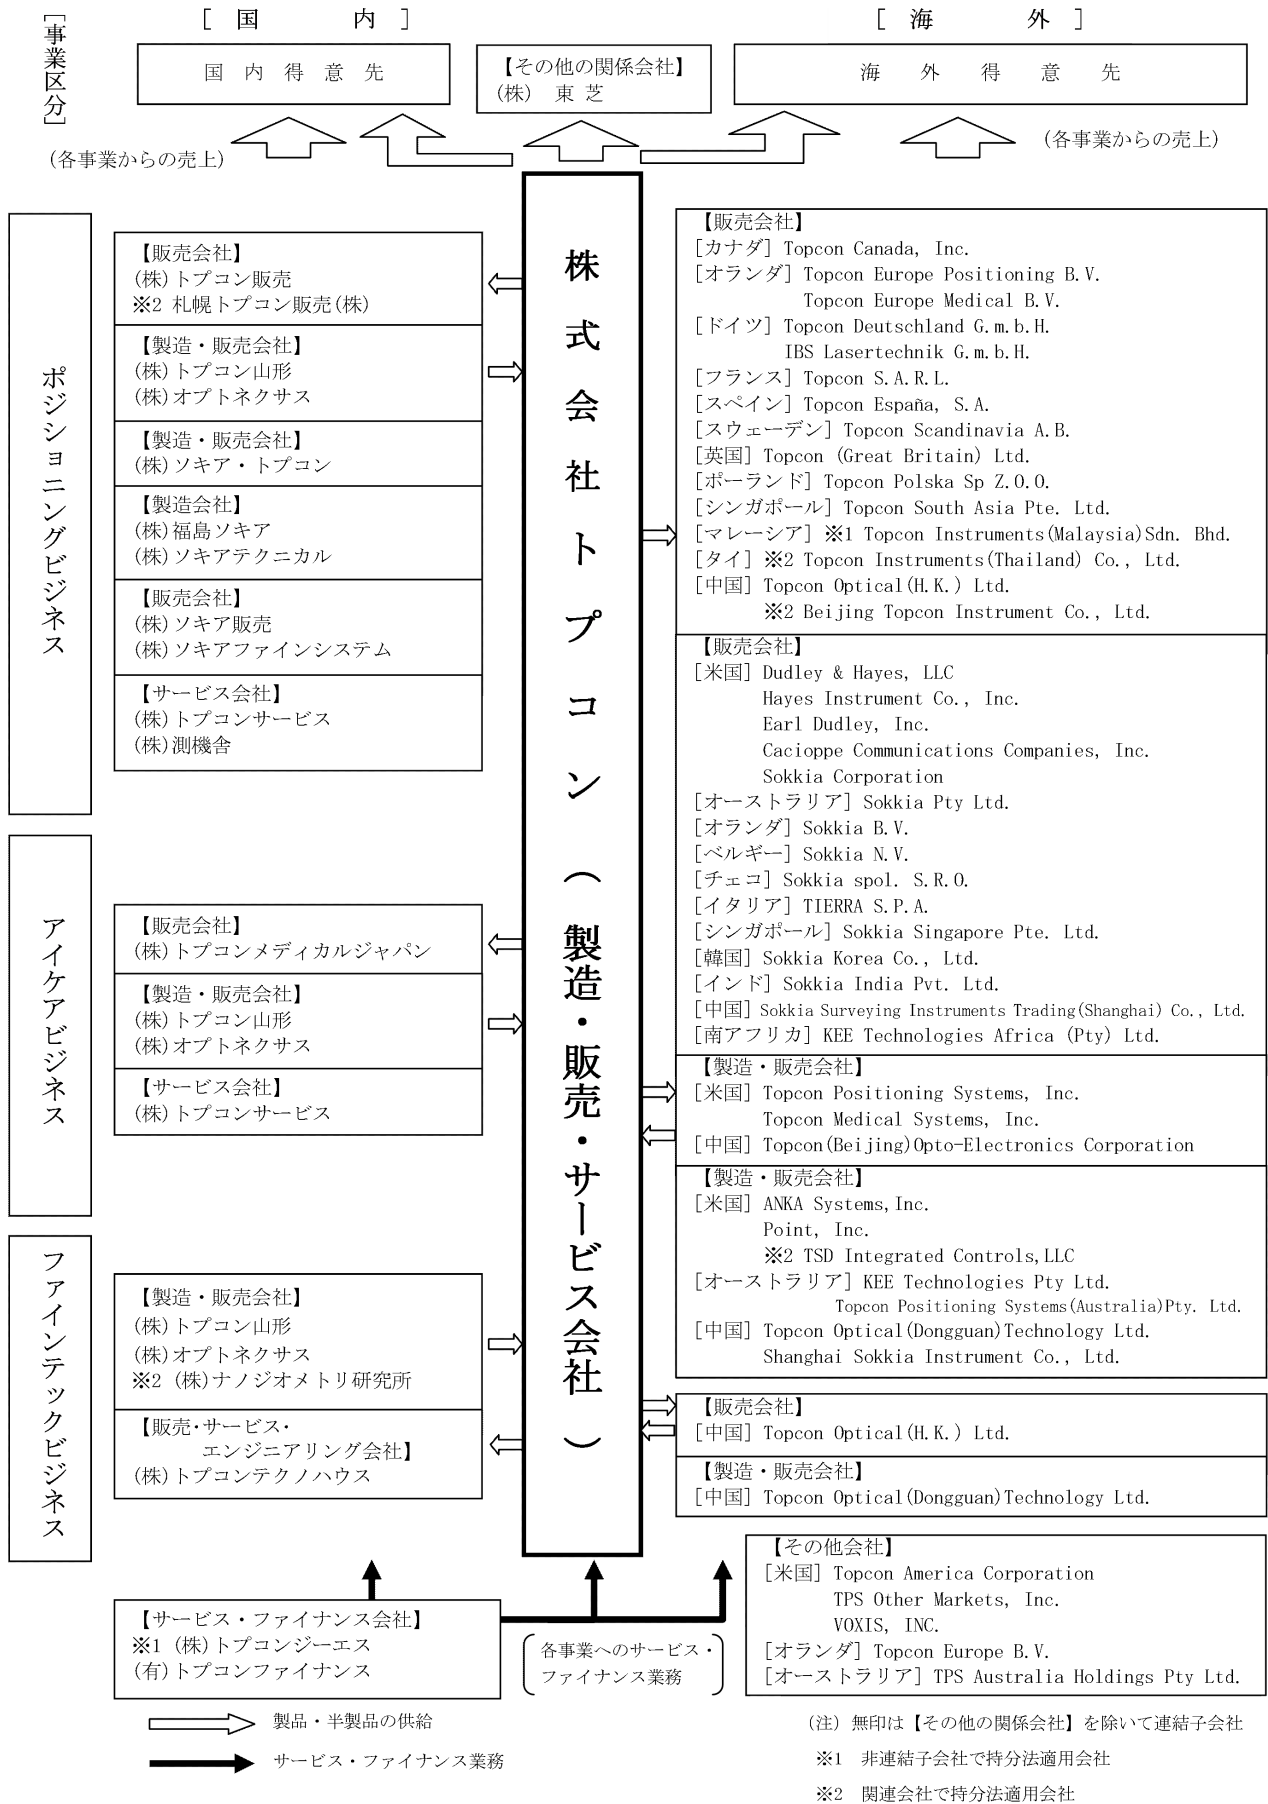 [事業区分]
[ 国 内 ]
[ 海 外 ]
国 内 得 意 先
【その他の関係会社】
(株) 東 芝
海 外 得 意 先
(各事業からの売上)
(各事業からの売上)
ポジショニングビジネス
【販売会社】
(株)トプコン販売
※2 札幌トプコン販売(株)
【製造・販売会社】
(株)トプコン山形
(株)オプトネクサス
【製造・販売会社】
(株)ソキア・トプコン
【製造会社】
(株)福島ソキア
(株)ソキアテクニカル
【販売会社】
(株)ソキア販売
(株)ソキアファインシステム
【サービス会社】
(株)トプコンサービス
(株)測機舎
アイケアビジネス
【販売会社】
(株)トプコンメディカルジャパン
【製造・販売会社】
(株)トプコン山形
(株)オプトネクサス
【サービス会社】
(株)トプコンサービス
ファインテックビジネス
【製造・販売会社】
(株)トプコン山形
(株)オプトネクサス
※2 (株)ナノジオメトリ研究所
【販売･サービス･
エンジニアリング会社】
(株)トプコンテクノハウス
株式会社トプコン(製造・販売・サービス会社)
【販売会社】
[カナダ] Topcon Canada, Inc.
[オランダ] Topcon Europe Positioning B.V.
Topcon Europe Medical B.V.
[ドイツ] Topcon Deutschland G.m.b.H.
IBS Lasertechnik G.m.b.H.
[フランス] Topcon S.A.R.L.
[スペイン] Topcon España, S.A.
[スウェーデン] Topcon Scandinavia A.B.
[英国] Topcon (Great Britain) Ltd.
[ポーランド] Topcon Polska Sp Z.O.O.
[シンガポール] Topcon South Asia Pte. Ltd.
[マレーシア] ※1 Topcon Instruments(Malaysia)Sdn. Bhd.
[タイ] ※2 Topcon Instruments(Thailand) Co., Ltd.
[中国] Topcon Optical(H.K.) Ltd.
※2 Beijing Topcon Instrument Co., Ltd.
【販売会社】
[米国] Dudley & Hayes, LLC
Hayes Instrument Co., Inc.
Earl Dudley, Inc.
Cacioppe Communications Companies, Inc.
Sokkia Corporation
[オーストラリア] Sokkia Pty Ltd.
[オランダ] Sokkia B.V.
[ベルギー] Sokkia N.V.
[チェコ] Sokkia spol. S.R.O.
[イタリア] TIERRA S.P.A.
[シンガポール] Sokkia Singapore Pte. Ltd.
[韓国] Sokkia Korea Co., Ltd.
[インド] Sokkia India Pvt. Ltd.
[中国] Sokkia Surveying Instruments Trading(Shanghai) Co., Ltd.
[南アフリカ] KEE Technologies Africa (Pty) Ltd.
【製造・販売会社】
[米国] Topcon Positioning Systems, Inc.
Topcon Medical Systems, Inc.
[中国] Topcon(Beijing)Opto-Electronics Corporation
【製造・販売会社】
[米国] ANKA Systems,Inc.
Point, Inc.
※2 TSD Integrated Controls,LLC
[オーストラリア] KEE Technologies Pty Ltd.
Topcon Positioning Systems(Australia)Pty. Ltd.
[中国] Topcon Optical(Dongguan)Technology Ltd.
Shanghai Sokkia Instrument Co., Ltd.
【販売会社】
[中国] Topcon Optical(H.K.) Ltd.
【製造・販売会社】
[中国] Topcon Optical(Dongguan)Technology Ltd.
【その他会社】
[米国] Topcon America Corporation
TPS Other Markets, Inc.
VOXIS, INC.
[オランダ] Topcon Europe B.V.
[オーストラリア] TPS Australia Holdings Pty Ltd.
【サービス・ファイナンス会社】
※1 (株)トプコンジーエス
(有)トプコンファイナンス
各事業へのサービス・
ファイナンス業務
製品・半製品の供給
サービス・ファイナンス業務
(注) 無印は【その他の関係会社】を除いて連結子会社
※1 非連結子会社で持分法適用会社
※2 関連会社で持分法適用会社